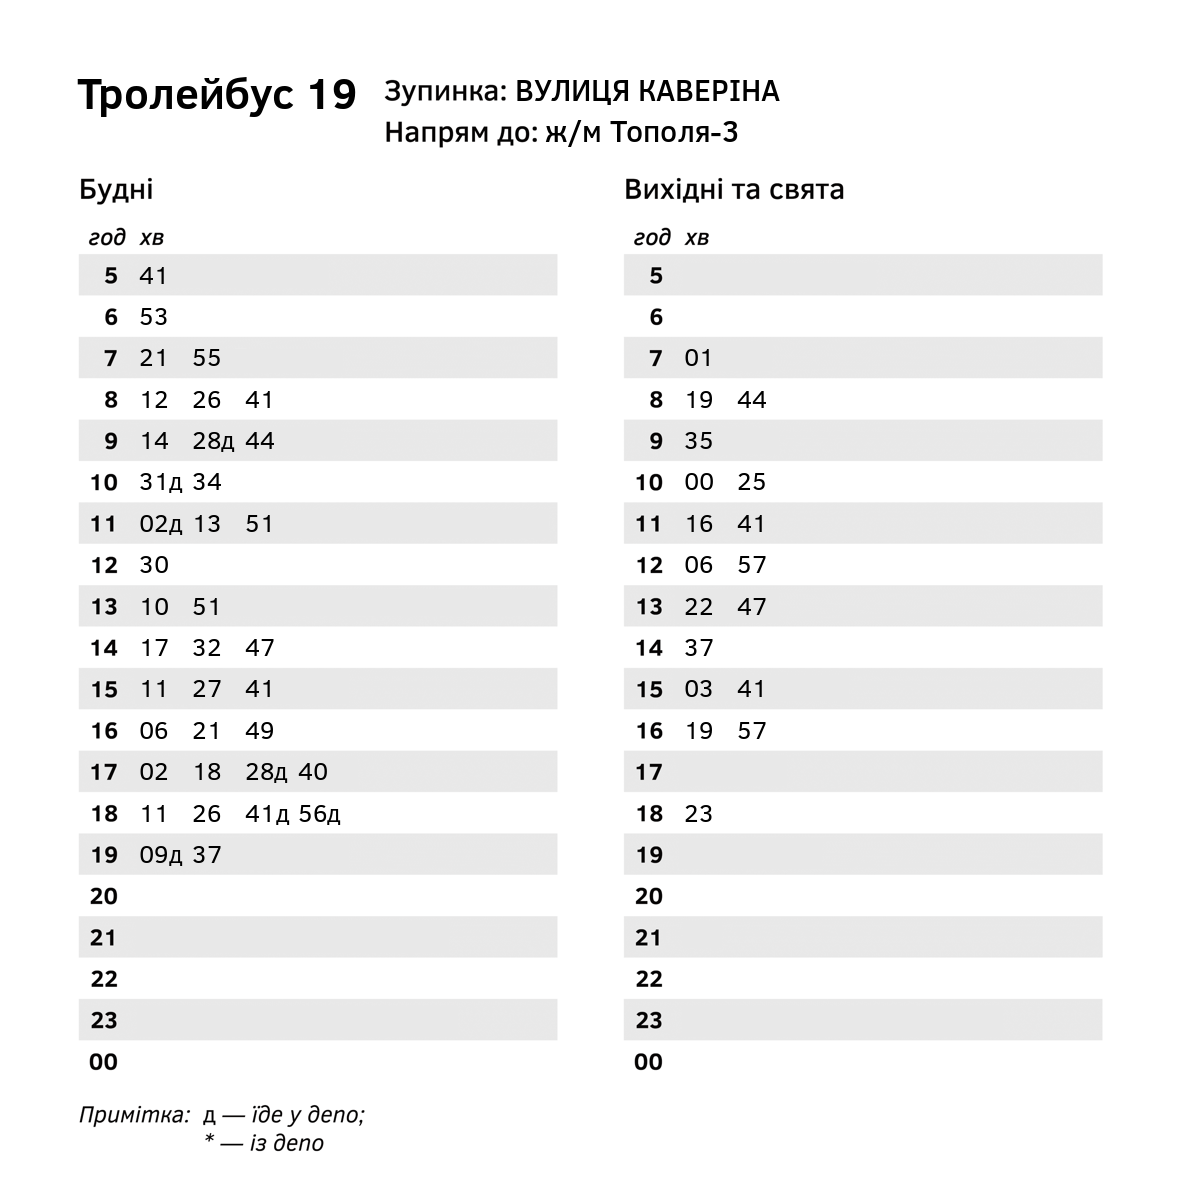 Тролейбус 19
Зупинка: ВУЛИЦЯ КАВЕРІНА
Напрям до: ж/м Тополя-3
Будні
год хв
5 41
6 53
7 21 55
8 12 26 41
9 14 28д 44
10 31д 34
11 02д 13 51
12 30
13 10 51
14 17 32 47
15 11 27 41
16 06 21 49
17 02 18 28д 40
18 11 26 41д 56д
19 09д 37
20
21
22
23
00
Вихідні та свята
год хв
5
6
7 01
8 19 44
9 35
10 00 25
11 16 41
12 06 57
13 22 47
14 37
15 03 41
16 19 57
17
18 23
19
20
21
22
23
00
Примітка: д — їде у депо;
* — із депо